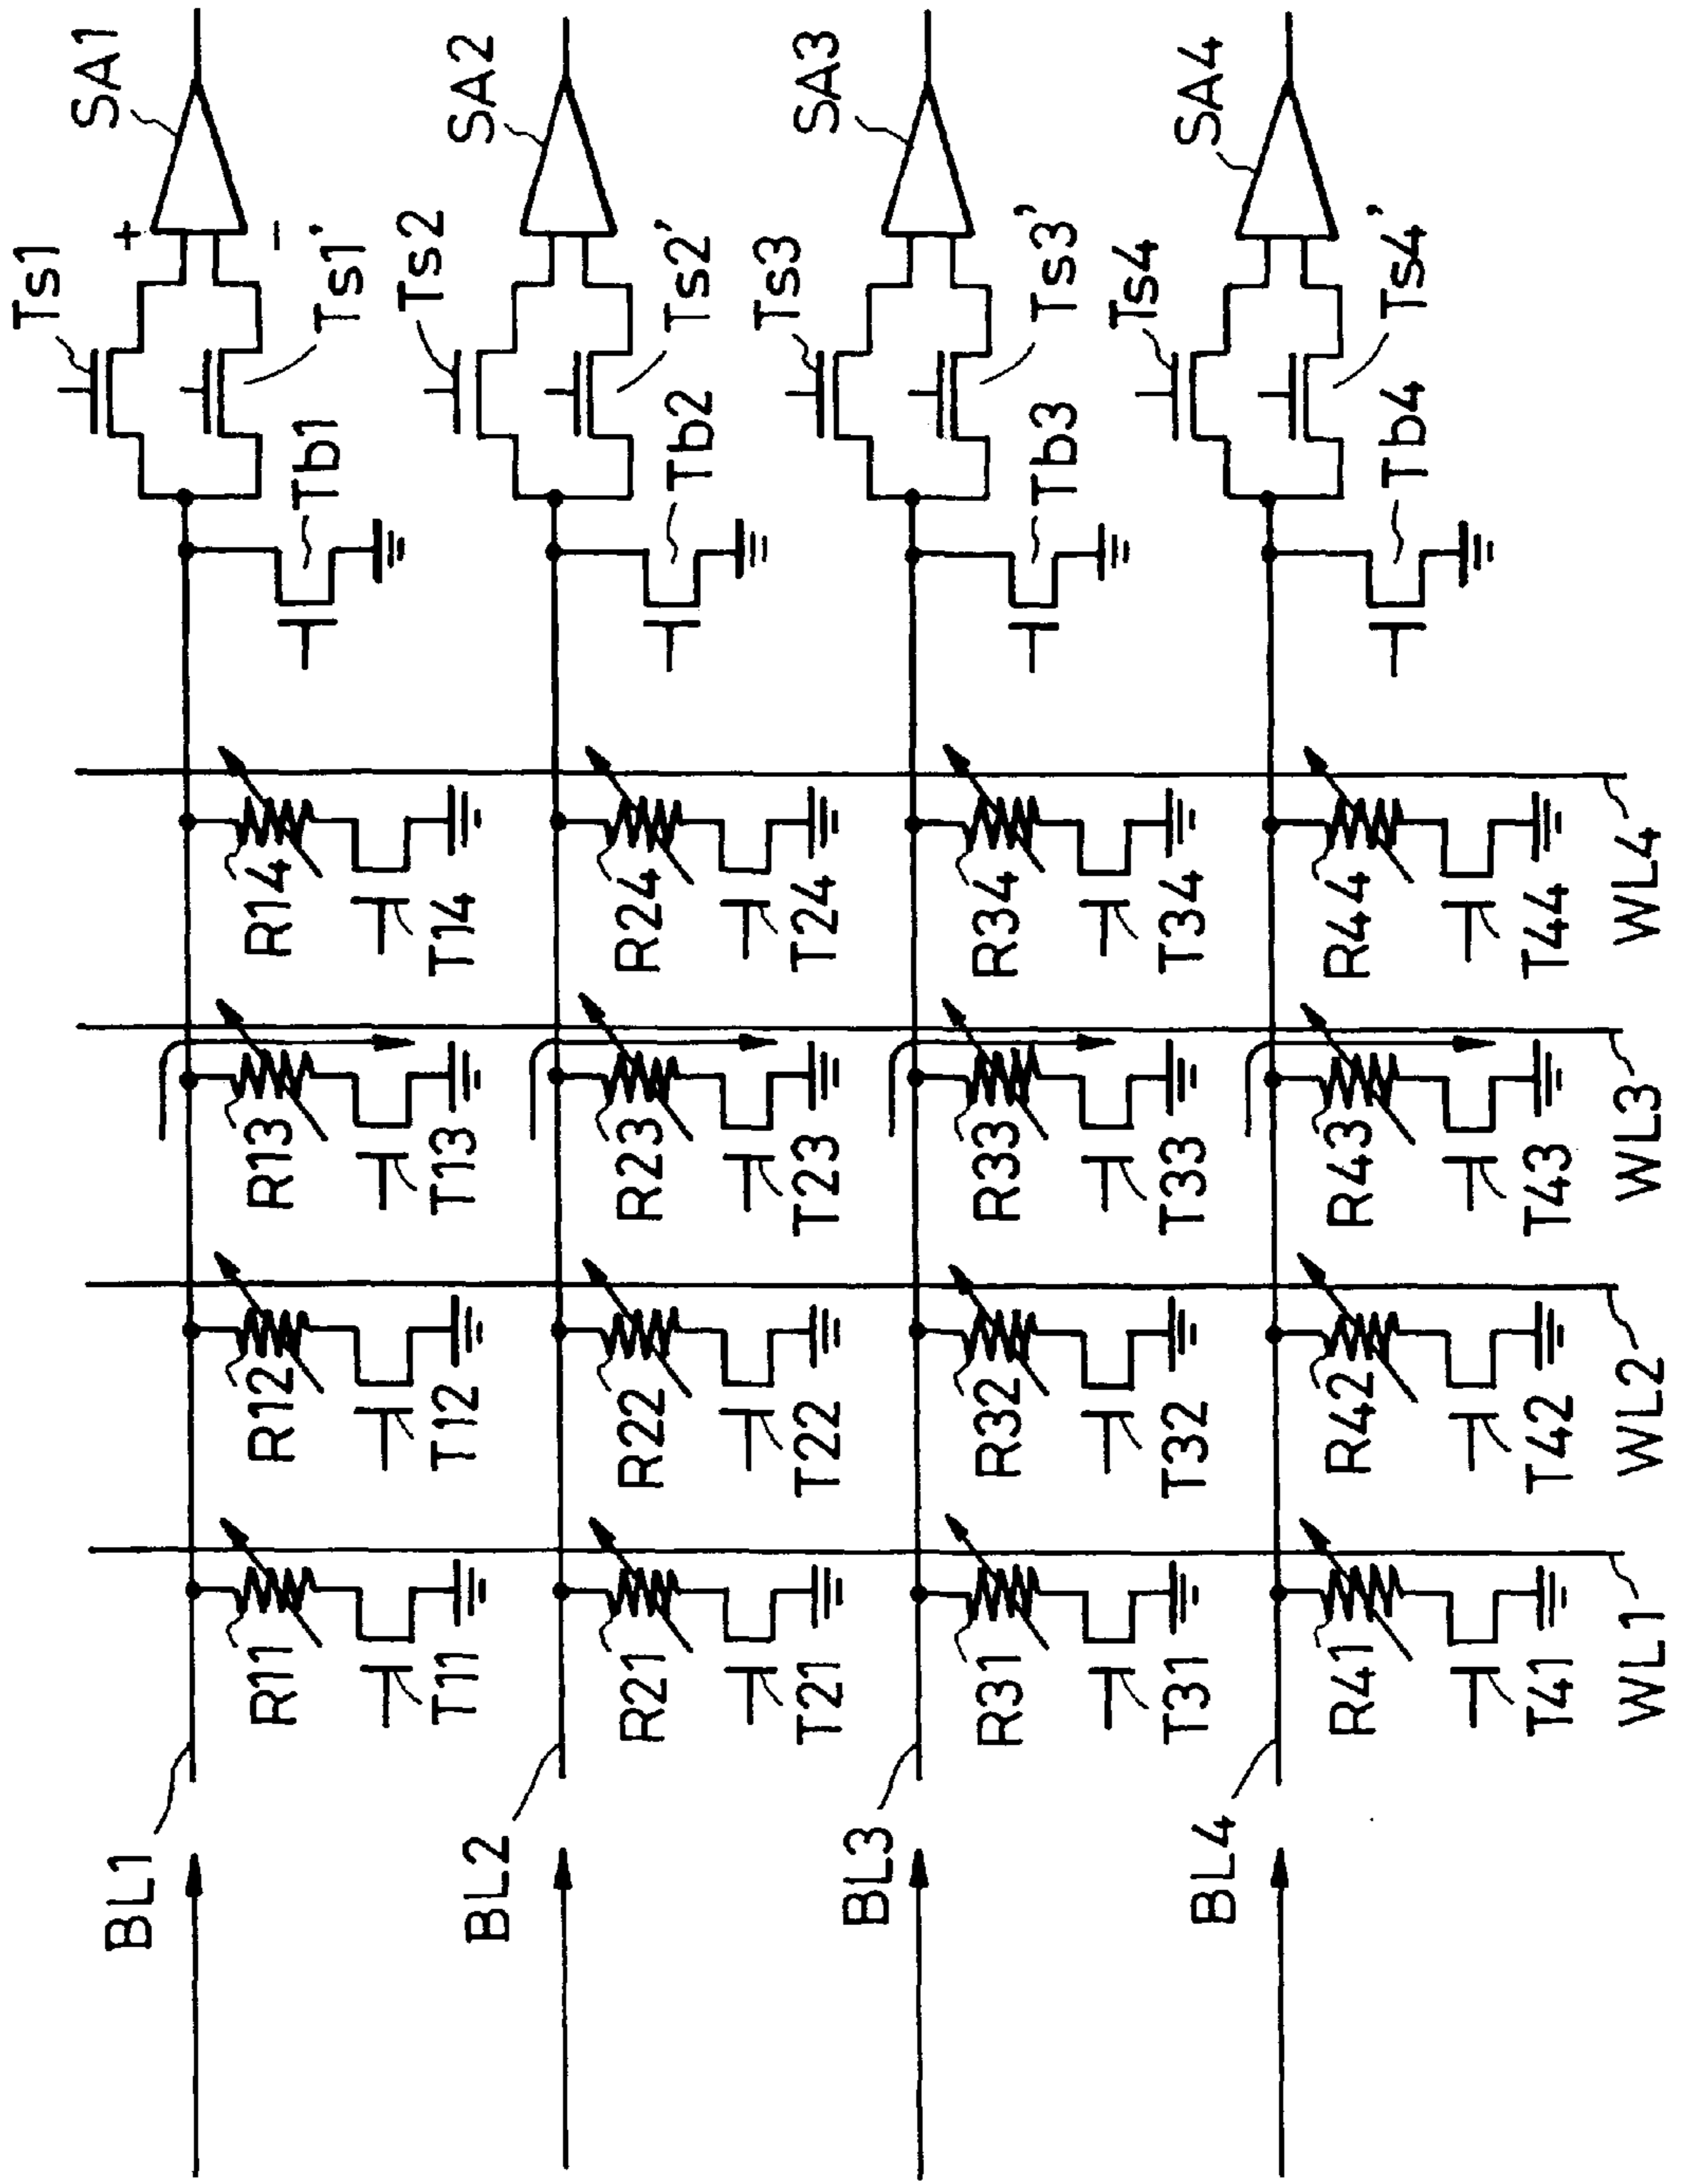 Ts1
SA1
+
-
Ts1'
Tb1
R14
T14
R13
T13
R12
T12
R11
T11
BL1
SA2
Ts2
Ts2'
Tb2
R24
T24
R23
T23
R22
T22
R21
T21
BL2
SA3
Ts3
Ts3'
Tb3
R34
T34
R33
T33
R32
T32
R31
T31
BL3
SA4
Ts4
Ts4'
Tb4
R44
T44
R43
T43
R42
T42
R41
T41
BL4
WL4
WL3
WL2
WL1